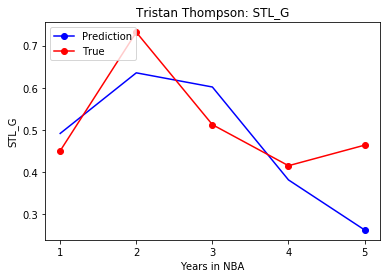 Tristan Thompson: STL_G
Prediction
True
0.7
0.6
0.5
0.4
0.3
STL_G
1 2 3 4 5
Years in NBA